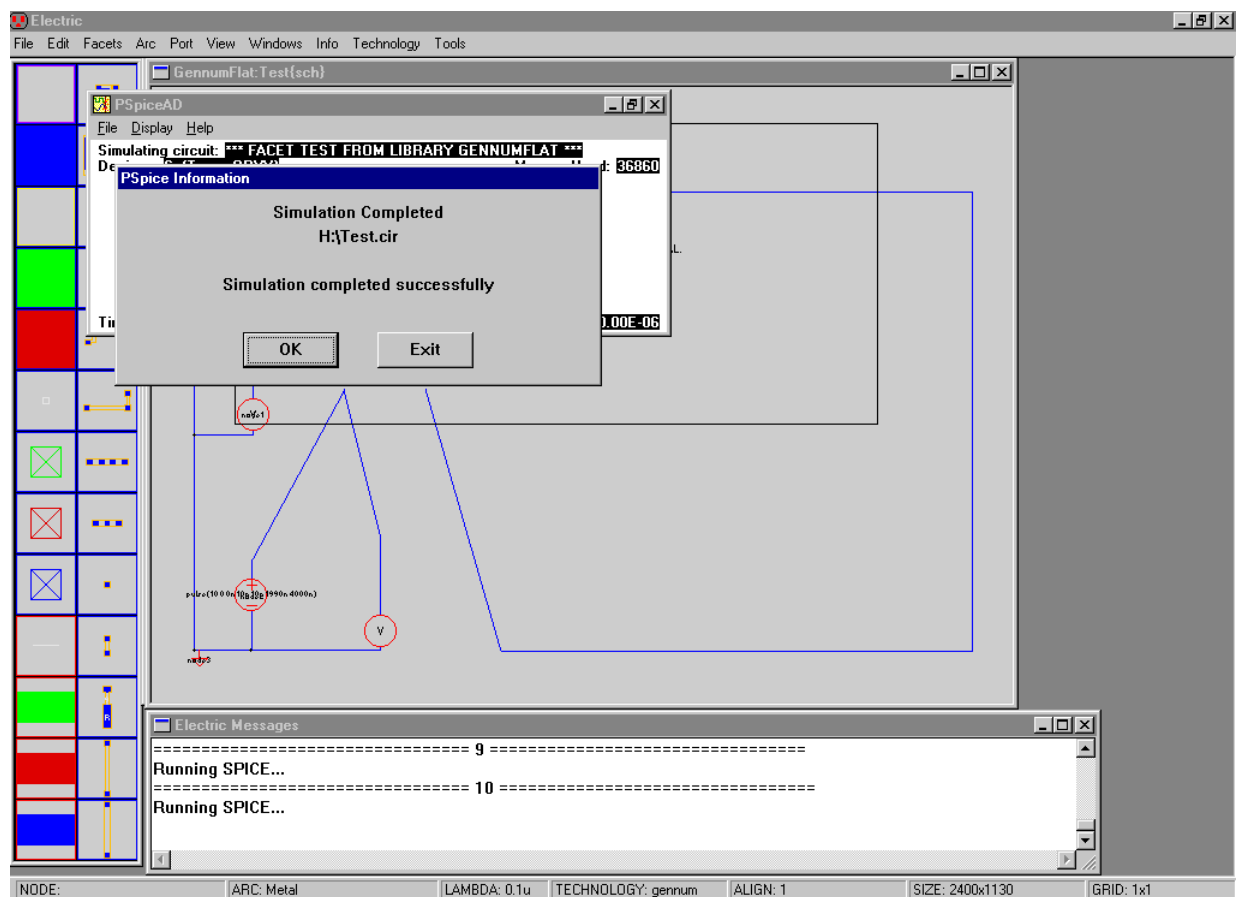 Electric
File Edit Facets Arc Port View Windows Info Technology Tools
GennumFlat:Test{sch}
PSpiceAD
File Display Help
Simulating circuit: *** FACET TEST FROM LIBRARY GENNUMFLAT ***
36860
PSpice Information
Simulation Completed
H:\Test.cir
Simulation completed successfully
OK Exit
V
R
Electric Messages
================================= 9 =================================
Running SPICE...
================================= 10 =================================
Running SPICE...
NODE: ARC: Metal LAMBDA: 0.1u TECHNOLOGY: gennum ALIGN: 1 SIZE: 2400x1130 GRID: 1x1